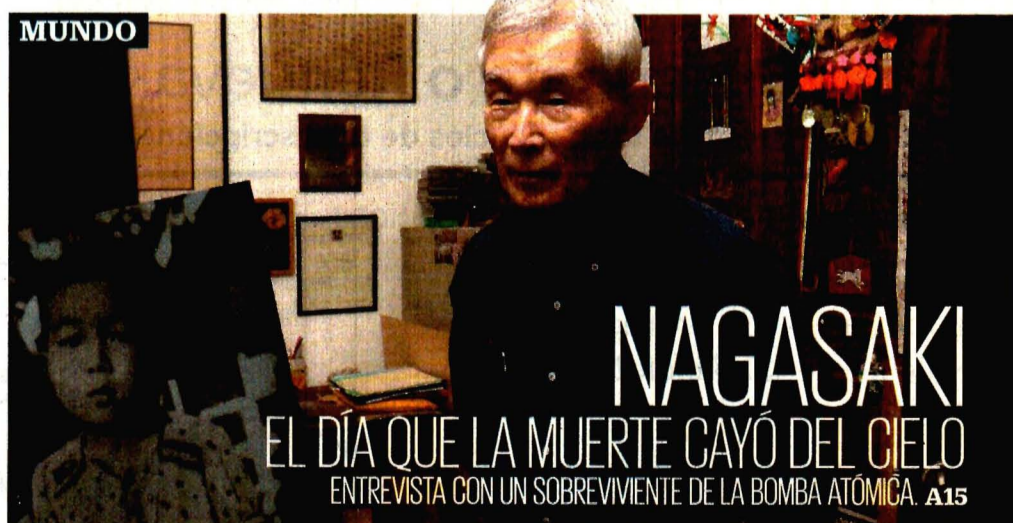 MUNDO
NAGASAKI
EL DÍA QUE LA MUERTE CAYÓ DEL CIELO
ENTREVISTA CON UN SOBREVIVIENTE DE LA BOMBA ATÓMICA. A15